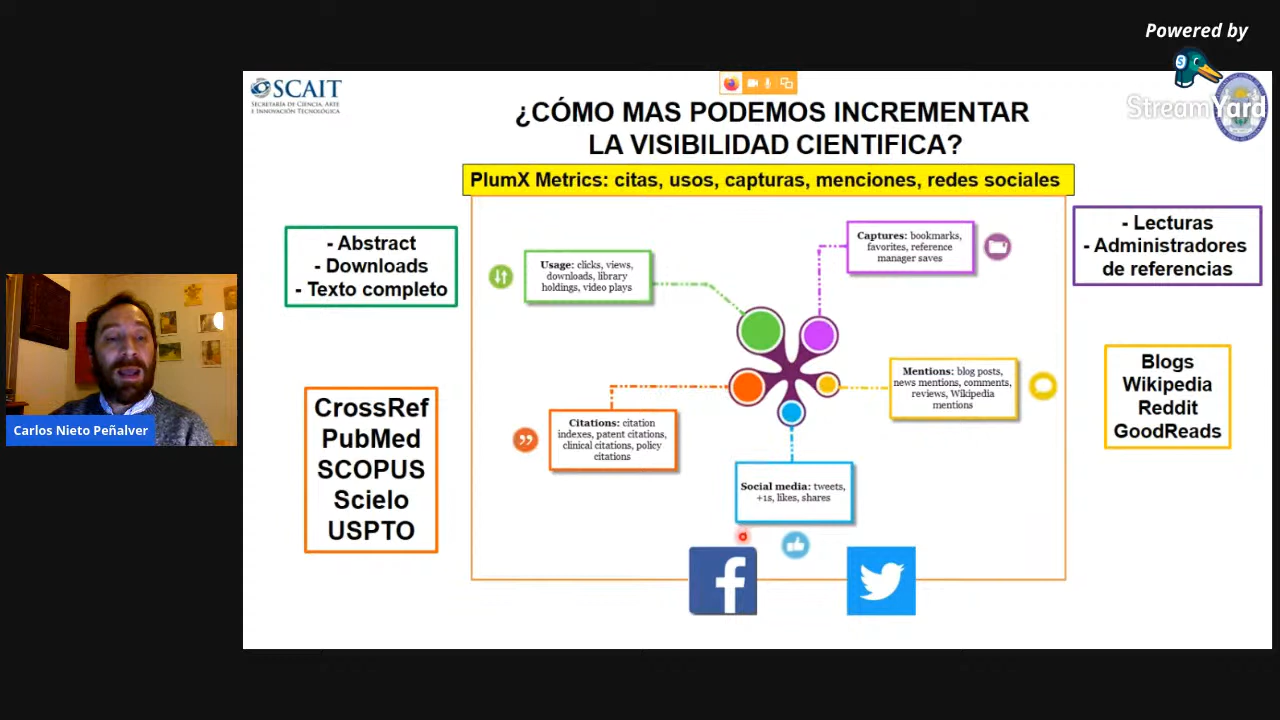 Powered by
StreamYard
SCAIT
SECRETARÍA DE CIENCIA, ARTE
E INNOVACIÓN TECNOLÓGICA
¿CÓMO MAS PODEMOS INCREMENTAR
LA VISIBILIDAD CIENTIFICA?
PlumX Metrics: citas, usos, capturas, menciones, redes sociales
- Abstract
- Downloads
- Texto completo
Usage: clicks, views,
downloads, library
holdings, video plays
Captures: bookmarks,
favorites, reference
manager saves
- Lecturas
- Administradores
de referencias
CrossRef
PubMed
SCOPUS
Scielo
USPTO
Citations: citation
indexes, patent citations,
clinical citations, policy
citations
Mentions: blog posts,
news mentions, comments,
reviews, Wikipedia
mentions
Blogs
Wikipedia
Reddit
GoodReads
Social media: tweets,
+1s, likes, shares
Carlos Nieto Peñalver